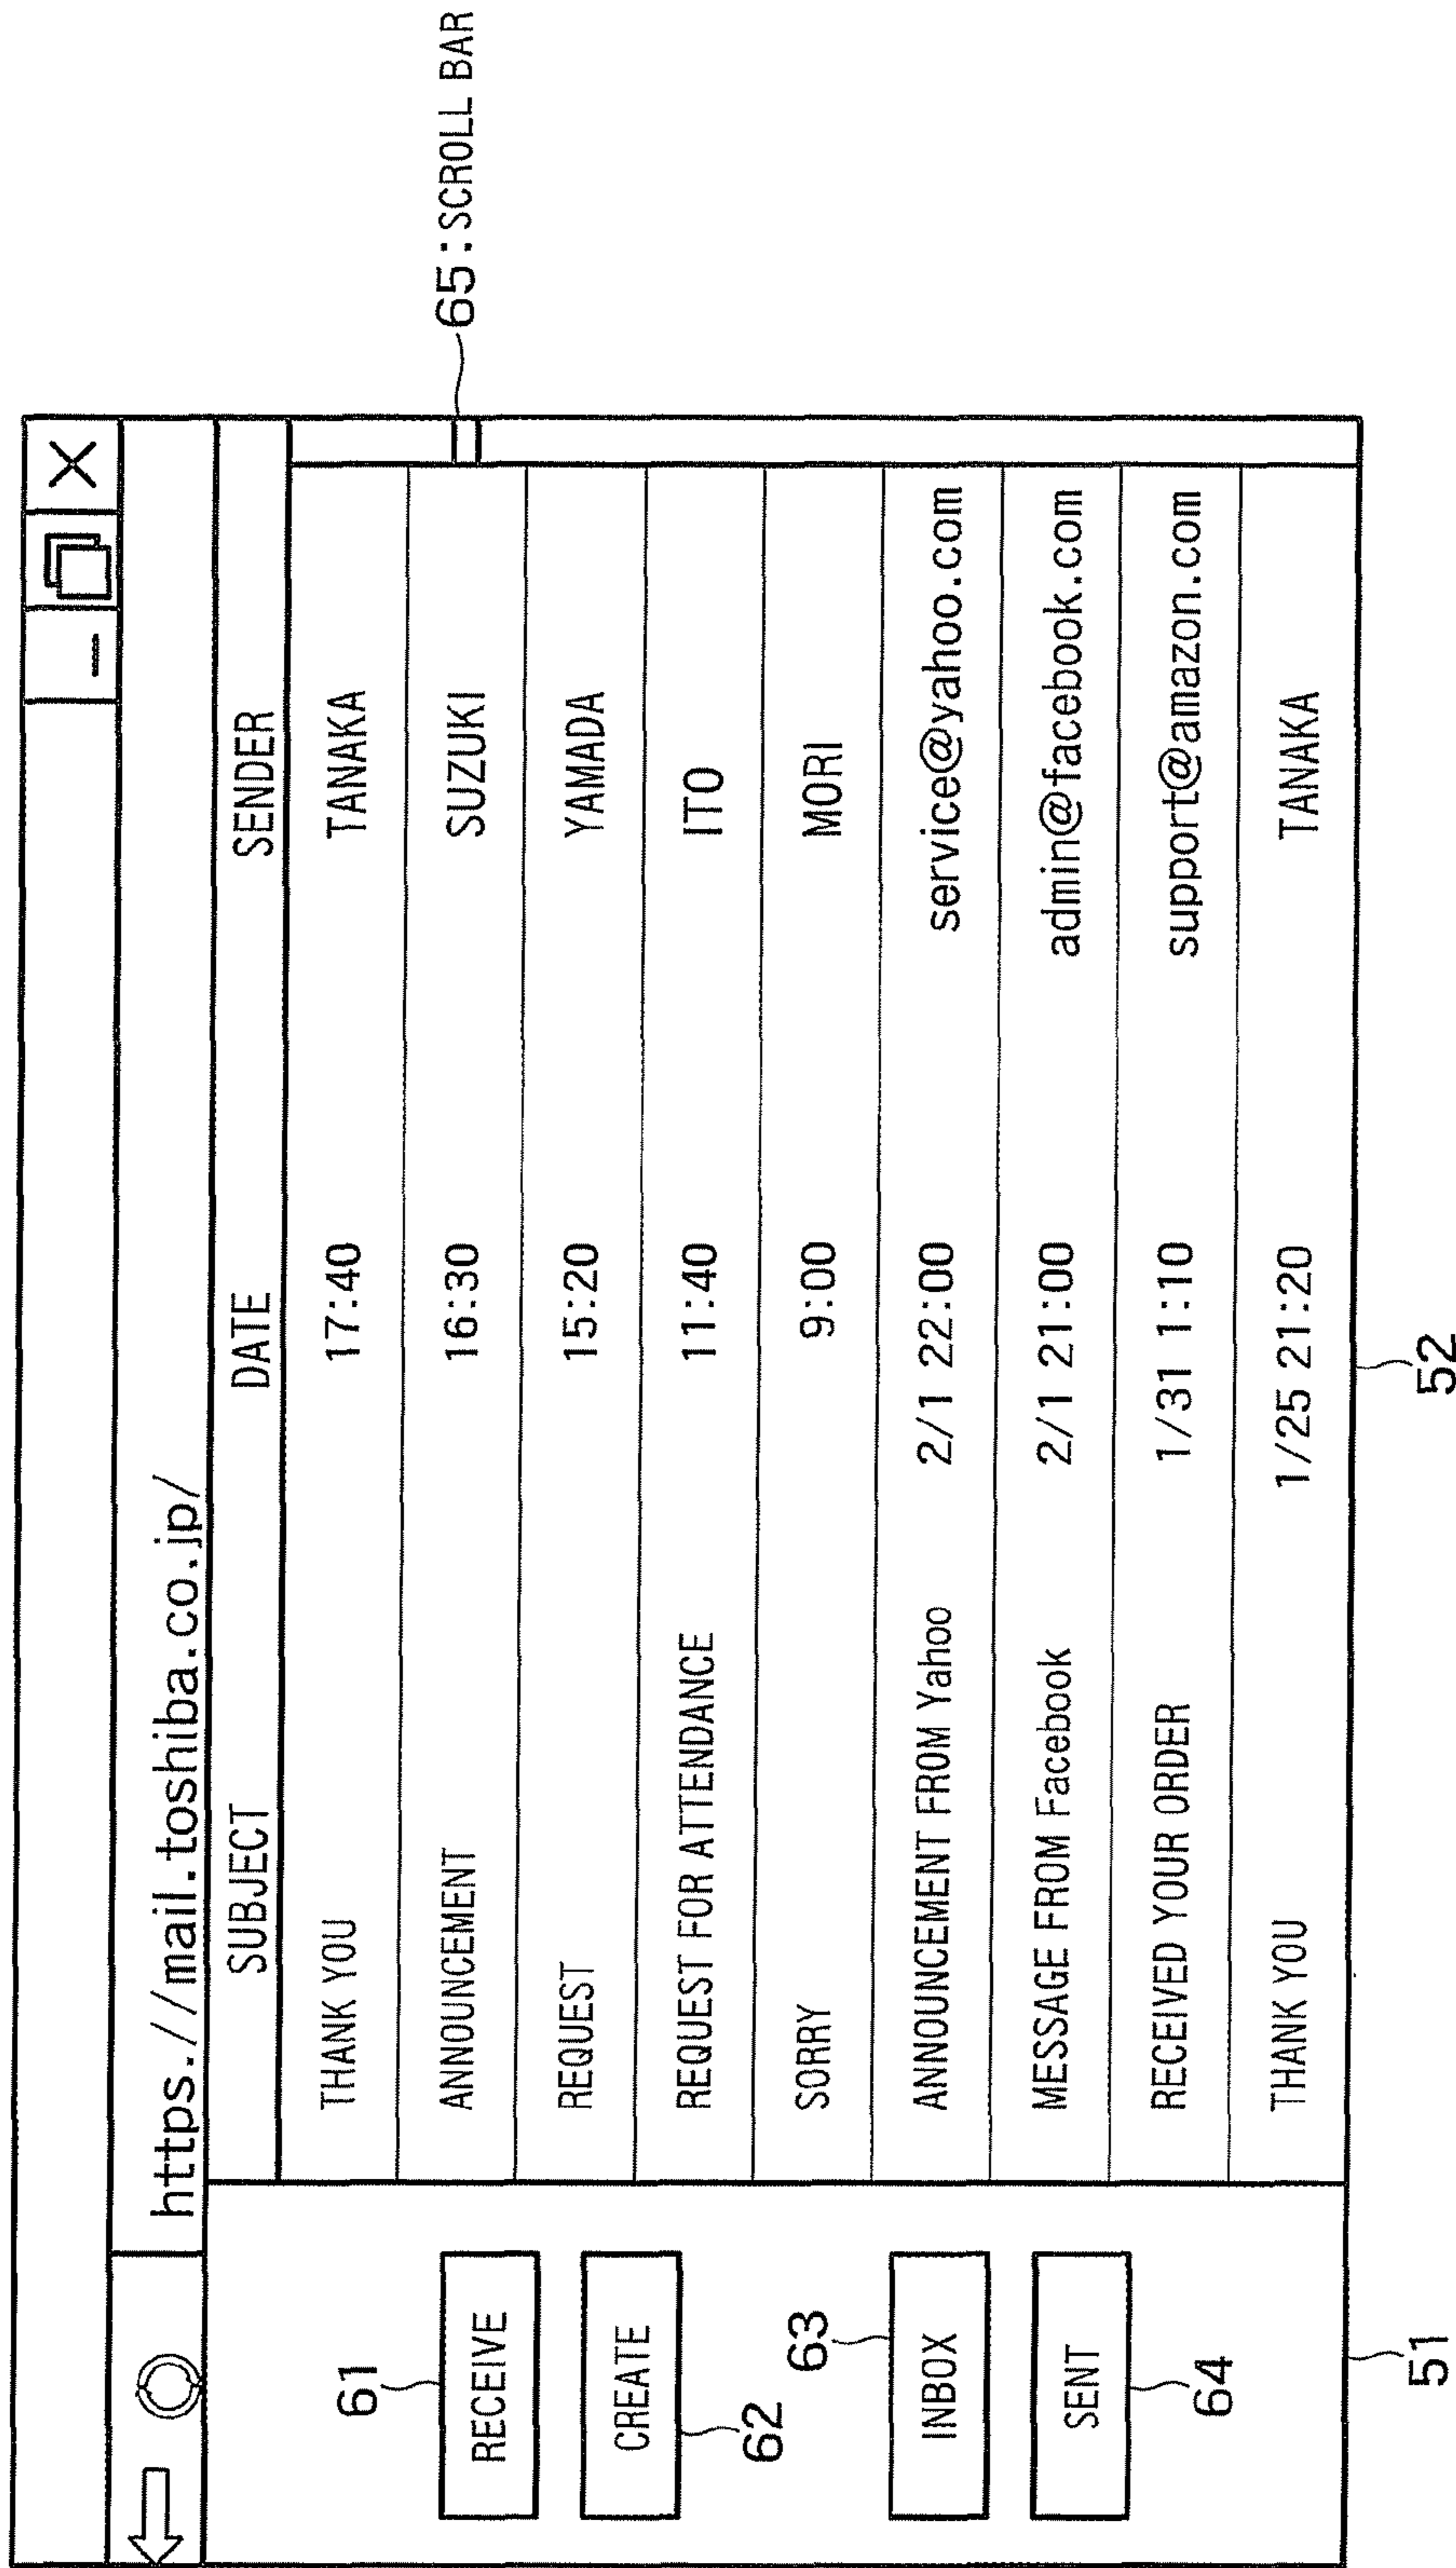 https://mail.toshiba.co.jp/
SUBJECT DATE SENDER
THANK YOU 17:40 TANAKA
ANNOUNCEMENT 16:30 SUZUKI
REQUEST 15:20 YAMADA
REQUEST FOR ATTENDANCE 11:40 ITO
SORRY 9:00 MORI
ANNOUNCEMENT FROM Yahoo 2/1 22:00 service@yahoo.com
MESSAGE FROM Facebook 2/1 21:00 admin@facebook.com
RECEIVED YOUR ORDER 1/31 1:10 support@amazon.com
THANK YOU 1/25 21:20 TANAKA
61
RECEIVE
CREATE
62
63
INBOX
SENT
64
51
52
65:SCROLL BAR